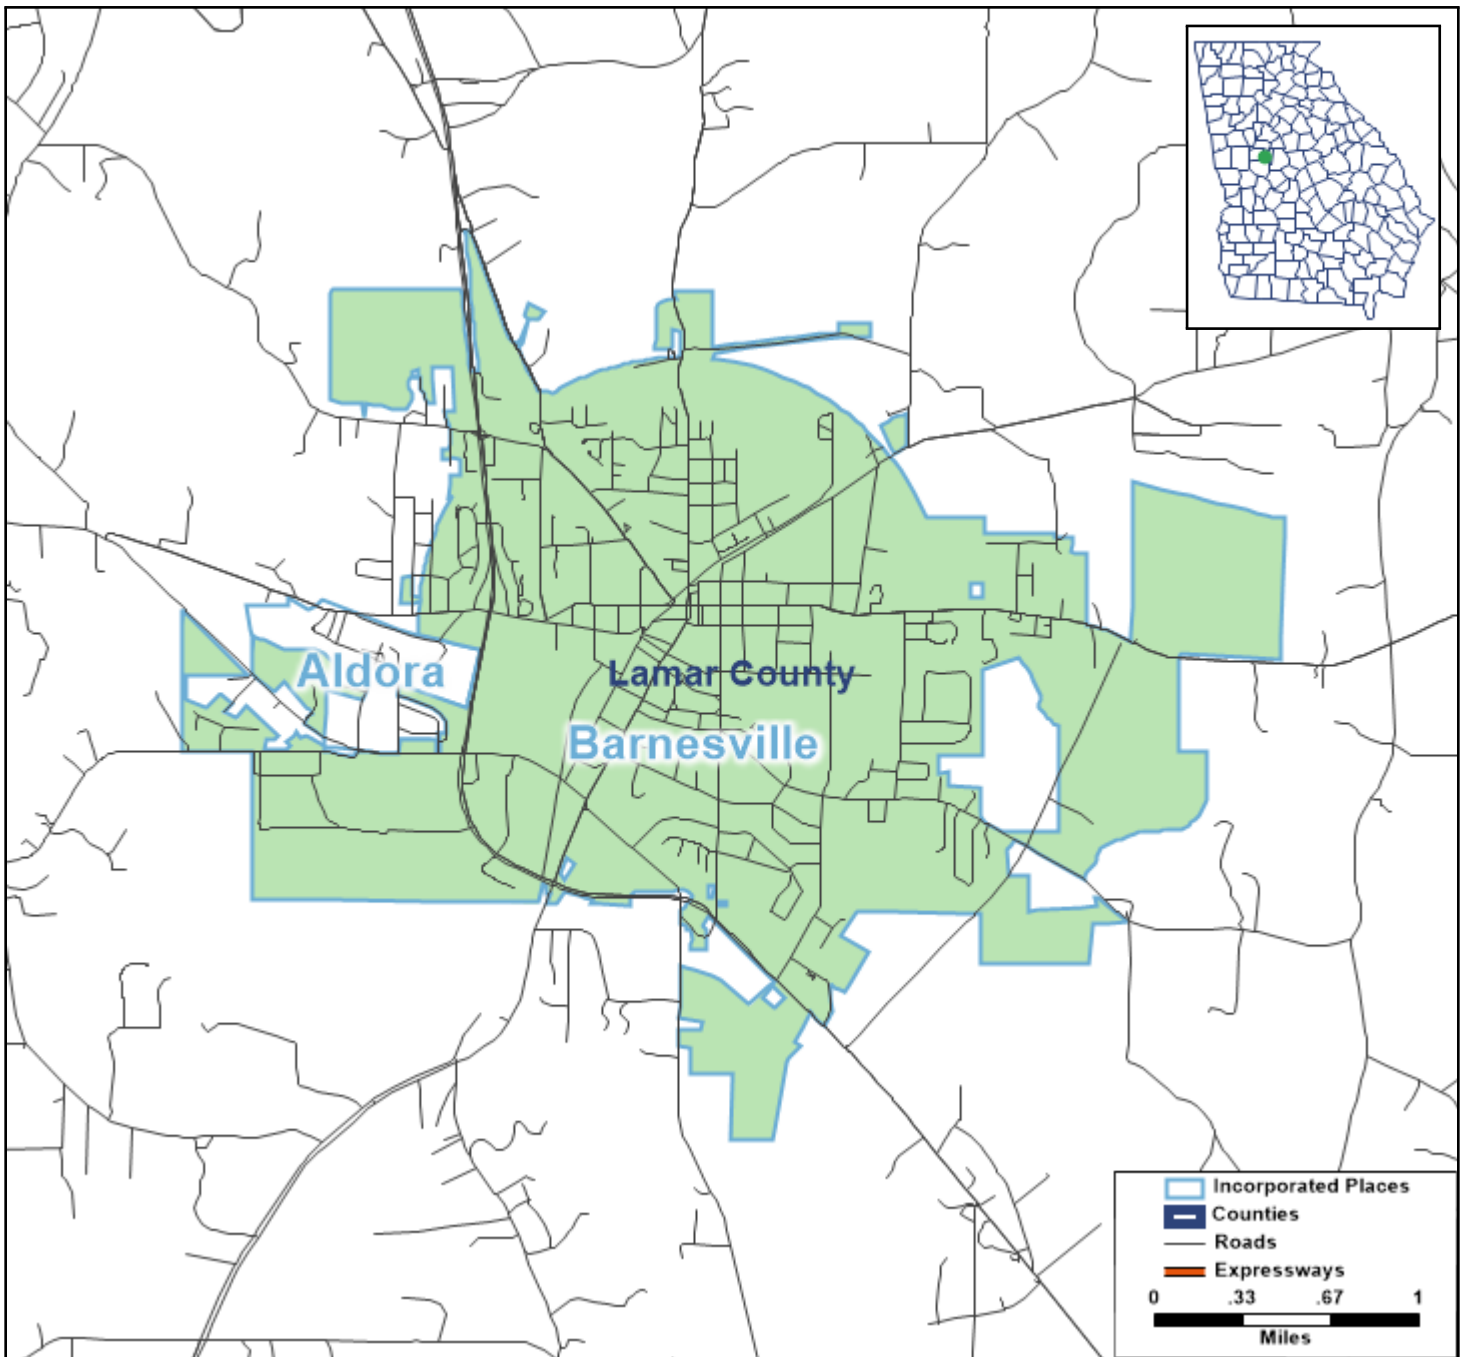 Aldora
Lamar County
Barnesville
Incorporated Places
Counties
Roads
Expressways
0 .33 .67 1
Miles